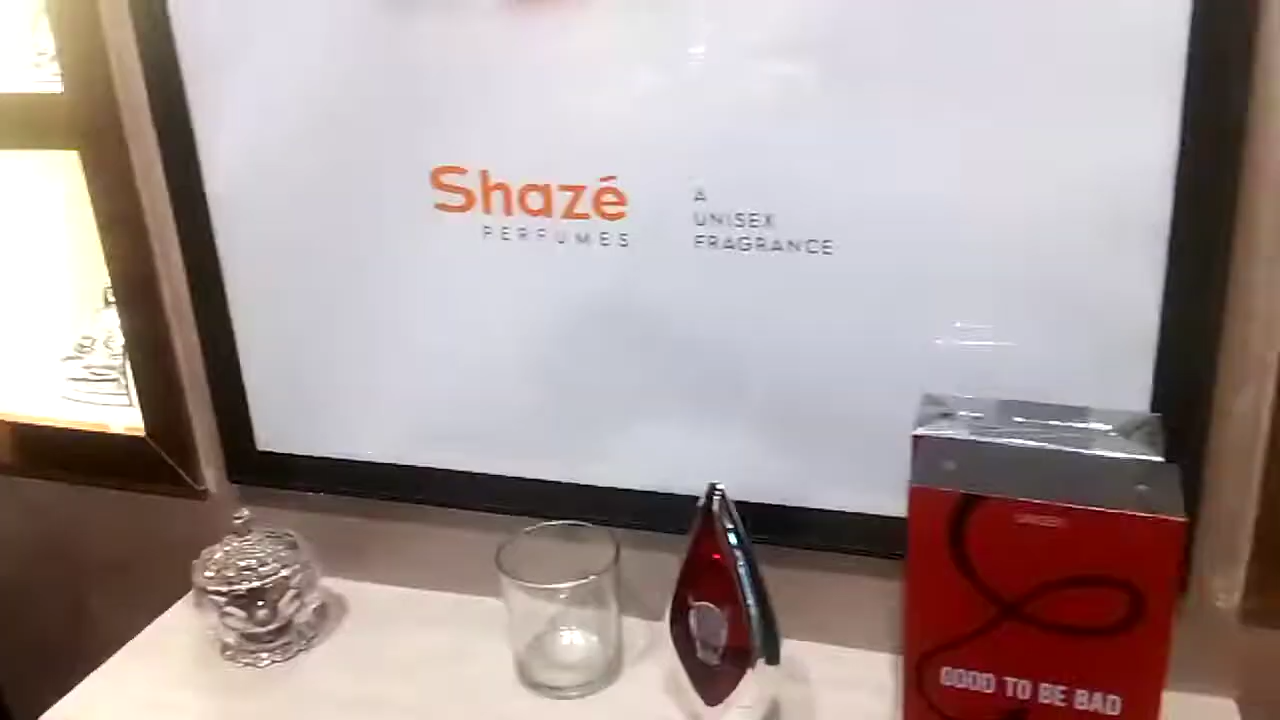 Shazé
PERFUMES
A
UNISEX
FRAGRANCE
GOOD TO BE BAD